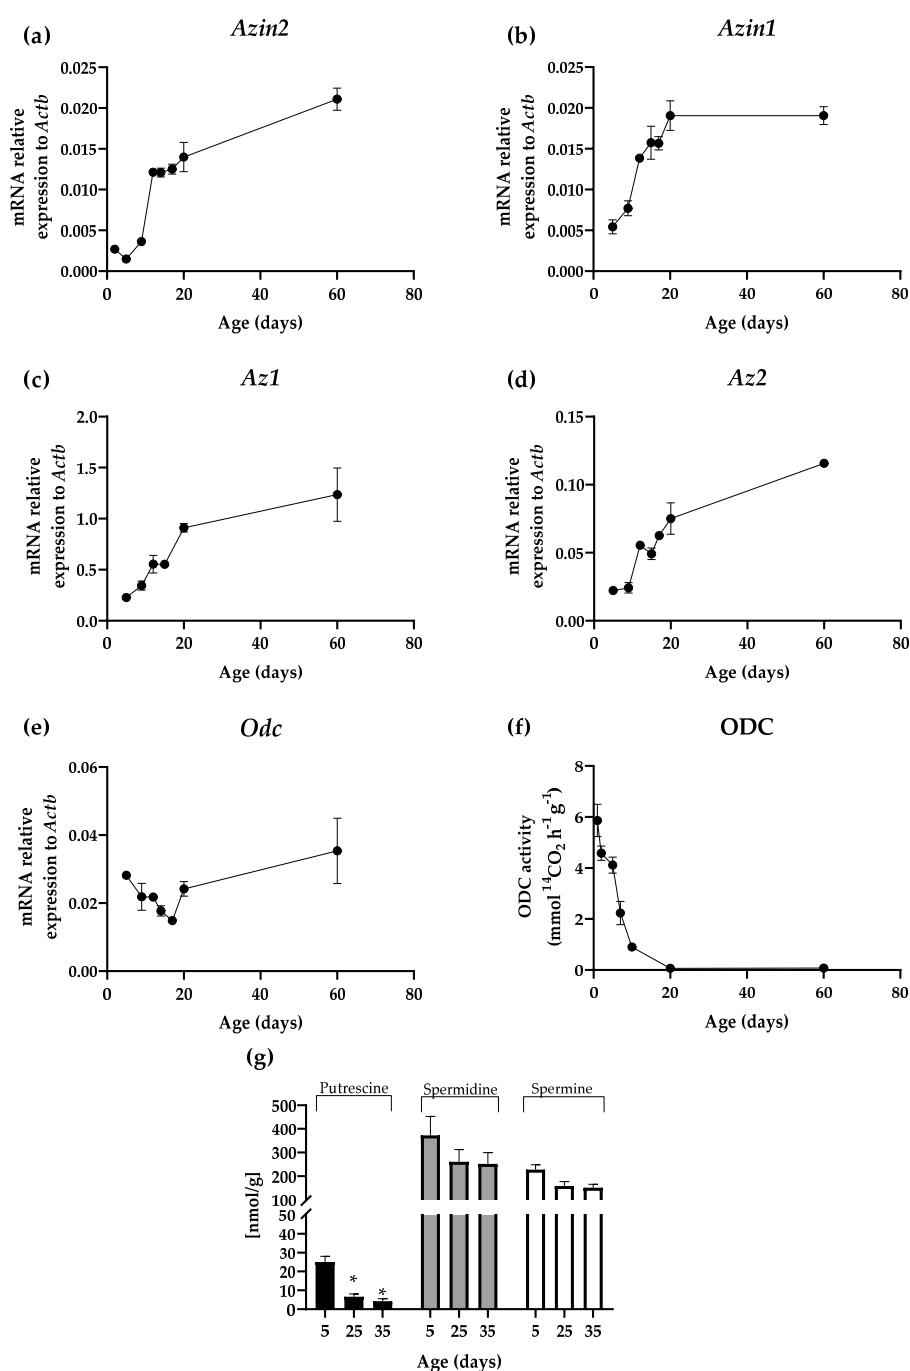 (a)
Azin2
mRNA relative
expression to Actb
0.025
0.020
0.015
0.010
0.005
0.000
0 20 40 60 80
Age (days)
(b)
Azin1
mRNA relative
expression to Actb
0.025
0.020
0.015
0.010
0.005
0.000
0 20 40 60 80
Age (days)
(c)
Az1
mRNA relative
expression to Actb
2.0
1.5
1.0
0.5
0.0
0 20 40 60 80
Age (days)
(d)
Az2
mRNA relative
expression to Actb
0.15
0.10
0.05
0.00
0 20 40 60 80
Age (days)
(e)
Odc
mRNA relative
expression to Actb
0.06
0.04
0.02
0.00
0 20 40 60 80
Age (days)
(f)
ODC
ODC activity
(mmol ¹⁴CO₂ h⁻¹ g⁻¹)
8
6
4
2
0
0 20 40 60 80
Age (days)
(g)
Putrescine Spermidine Spermine
[nmol/g]
500
400
300
200
100
50
40
30
20
10
0
* *
5 25 35 5 25 35 5 25 35
Age (days)